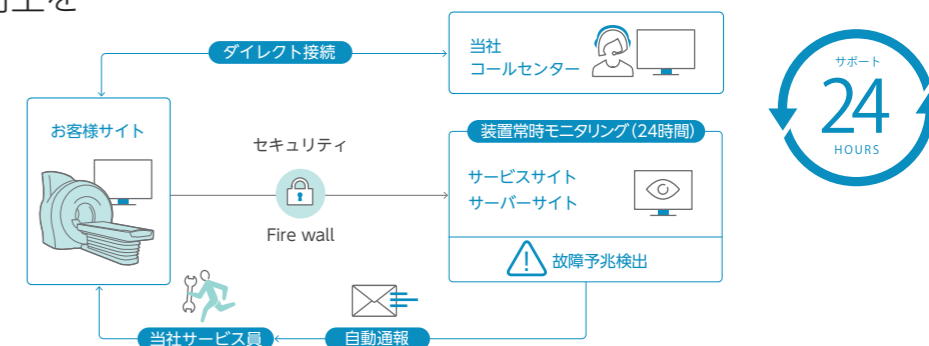 ダイレクト接続
当社
コールセンター
サポート
24
HOURS
お客様サイト
セキュリティ
Fire wall
装置常時モニタリング(24時間)
サービスサイト
サーバーサイト
故障予兆検出
当社サービス員
自動通報